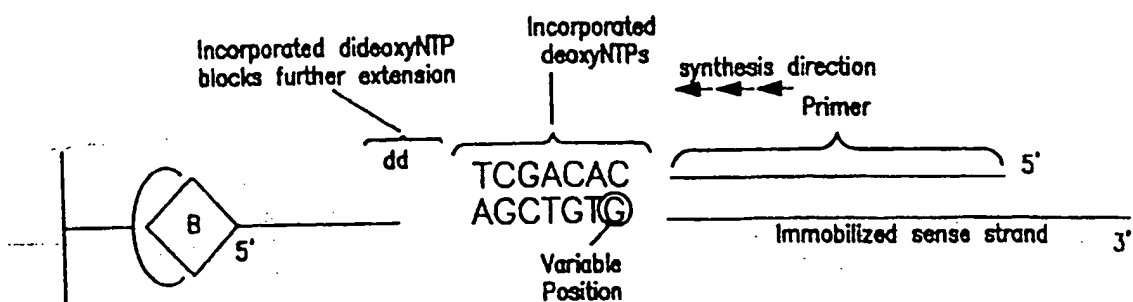 Incorporated dideoxyNTP
blocks further extension
Incorporated
deoxyNTPs
synthesis direction
Primer
dd
TCGACAC
5'
AGCTGTG
B
5'
Immobilized sense strand
3'
Variable
Position